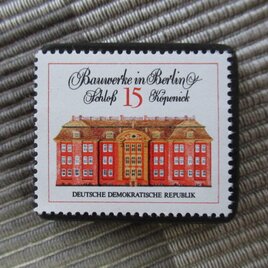 Bauwerke in Berlin
Schloß 15 Köpenick
DEUTSCHE DEMOKRATISCHE REPUBLIK